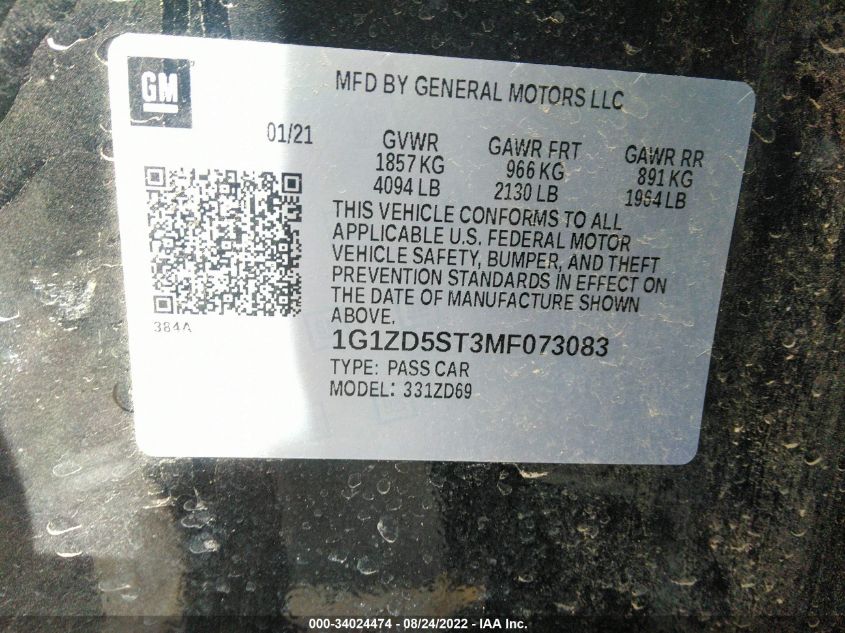 GM
MFD BY GENERAL MOTORS LLC
01/21
GVWR
1857 KG
4094 LB
GAWR FRT
966 KG
2130 LB
GAWR RR
891 KG
1964 LB
THIS VEHICLE CONFORMS TO ALL
APPLICABLE U.S. FEDERAL MOTOR
VEHICLE SAFETY, BUMPER, AND THEFT
PREVENTION STANDARDS IN EFFECT ON
THE DATE OF MANUFACTURE SHOWN
ABOVE.
384A
1G1ZD5ST3MF073083
TYPE: PASS CAR
MODEL: 331ZD69
000-34024474 - 08/24/2022 - IMG1.IAAI.COM